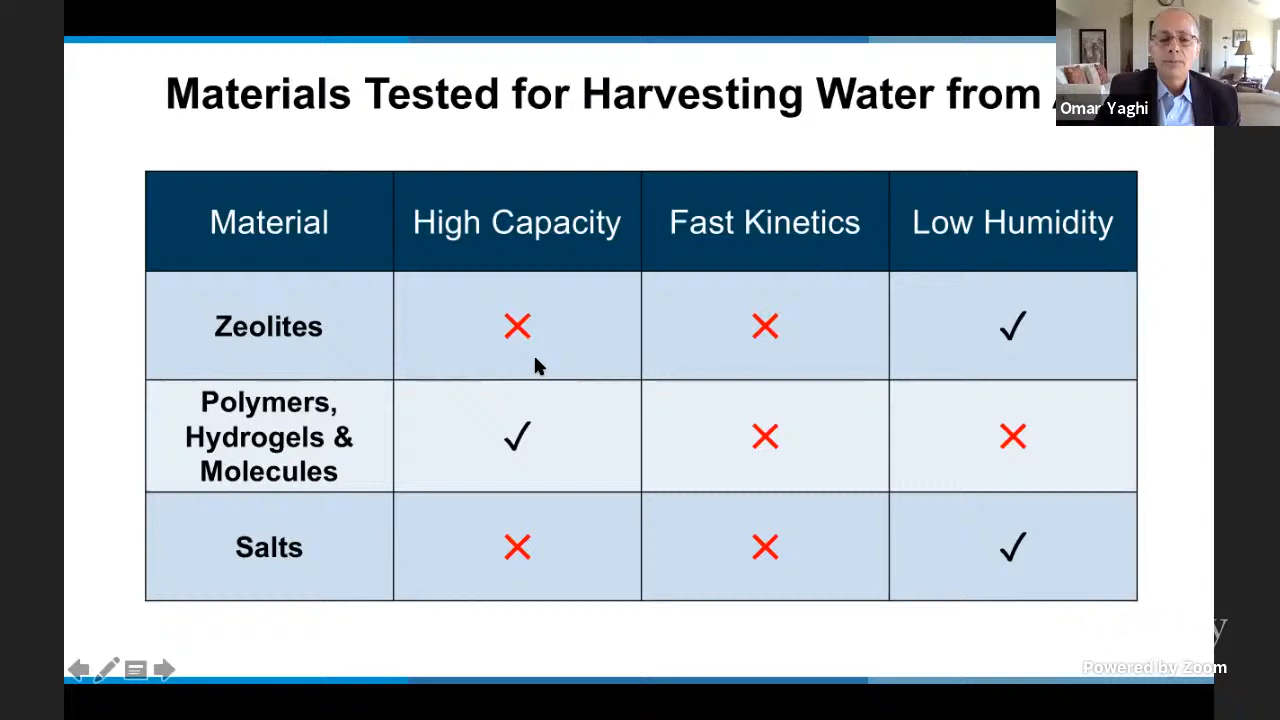 Materials Tested for Harvesting Water from
Omar Yaghi
Material High Capacity Fast Kinetics Low Humidity
Zeolites
Polymers,
Hydrogels &
Molecules
Salts
Powered by Zoom